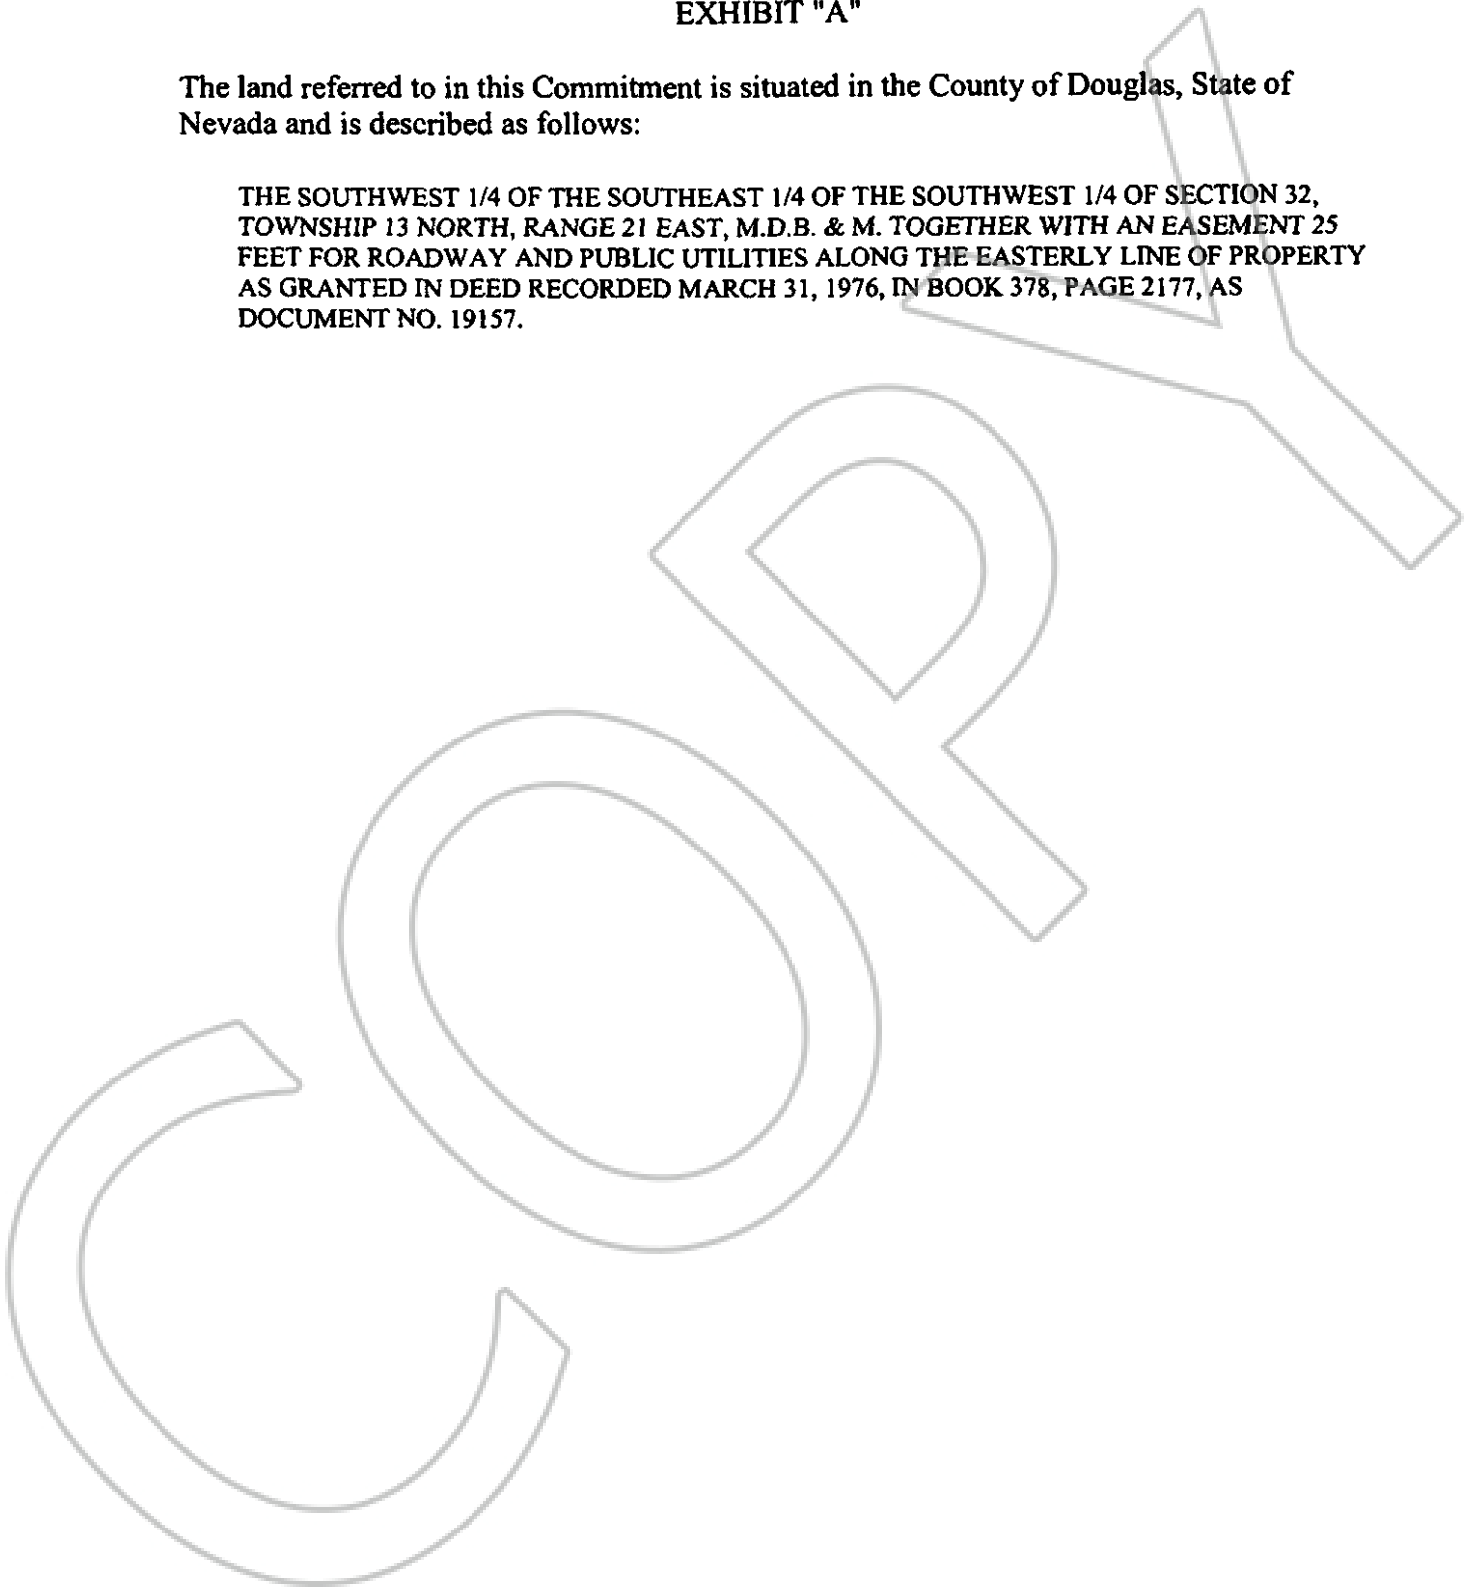 EXHIBIT "A"
The land referred to in this Commitment is situated in the County of Douglas, State of
Nevada and is described as follows:
THE SOUTHWEST 1/4 OF THE SOUTHEAST 1/4 OF THE SOUTHWEST 1/4 OF SECTION 32,
TOWNSHIP 13 NORTH, RANGE 21 EAST, M.D.B. & M. TOGETHER WITH AN EASEMENT 25
FEET FOR ROADWAY AND PUBLIC UTILITIES ALONG THE EASTERLY LINE OF PROPERTY
AS GRANTED IN DEED RECORDED MARCH 31, 1976, IN BOOK 378, PAGE 2177, AS
DOCUMENT NO. 19157.
COPY